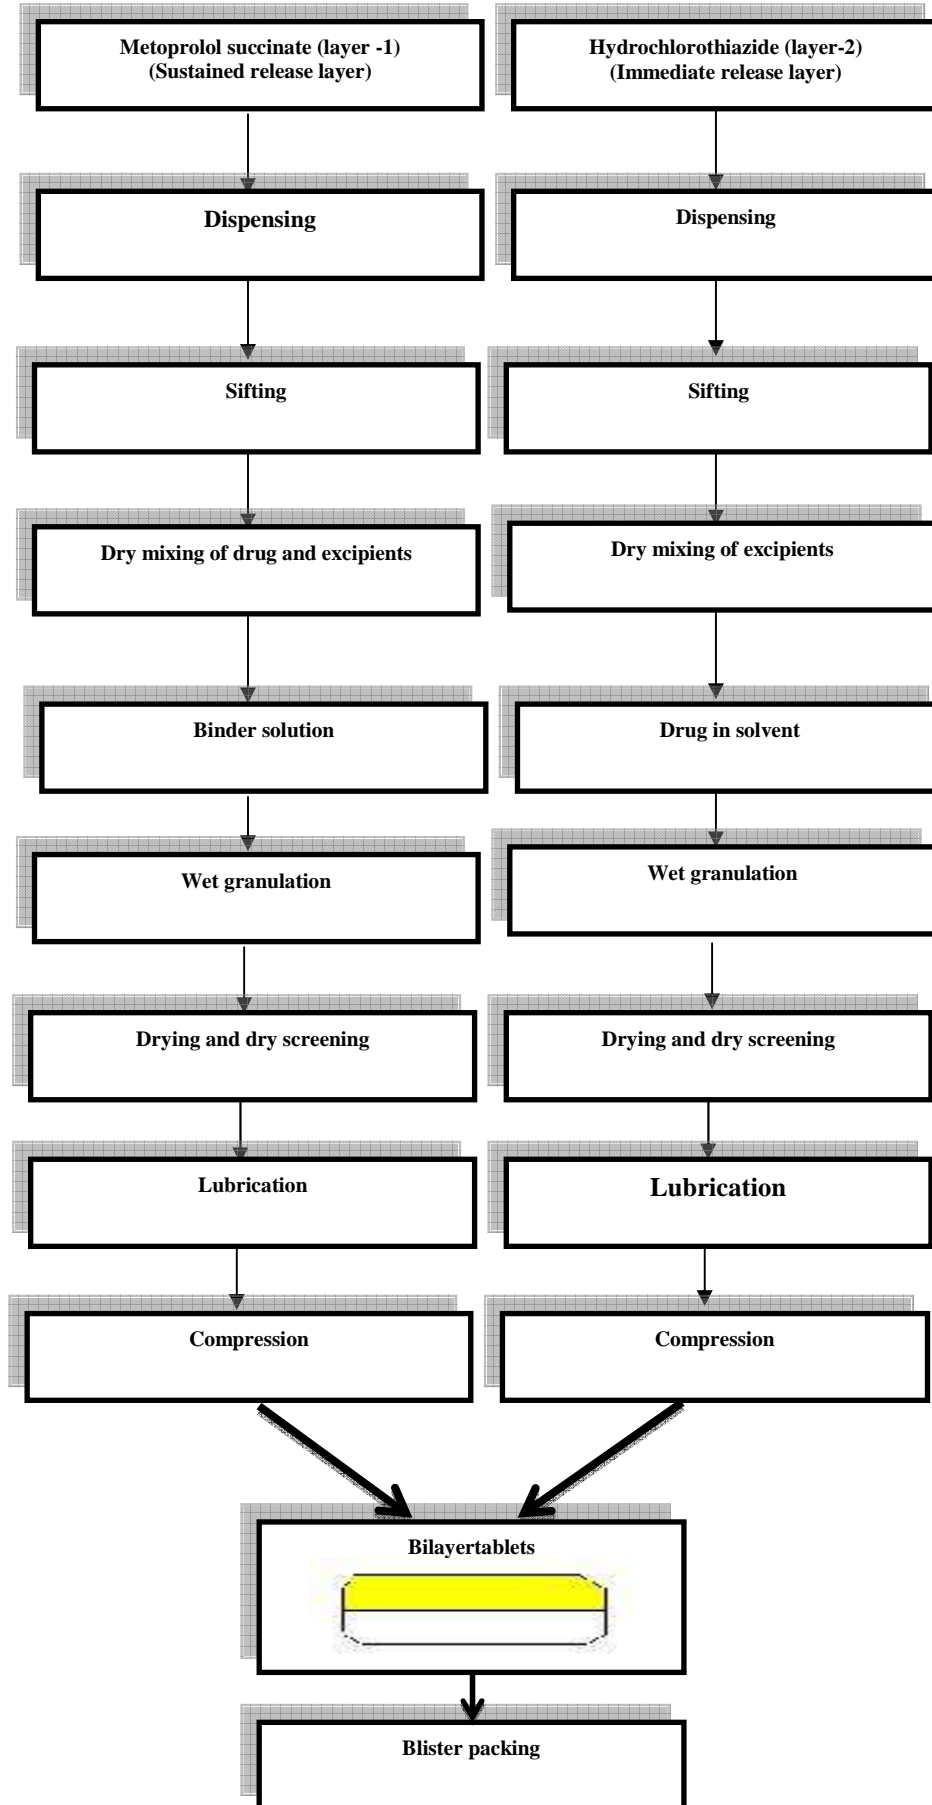 Metoprolol succinate (layer -1)
(Sustained release layer)
Dispensing
Sifting
Dry mixing of drug and excipients
Binder solution
Wet granulation
Drying and dry screening
Lubrication
Compression
Hydrochlorothiazide (layer-2)
(Immediate release layer)
Dispensing
Sifting
Dry mixing of excipients
Drug in solvent
Wet granulation
Drying and dry screening
Lubrication
Compression
Bilayertablets
Blister packing